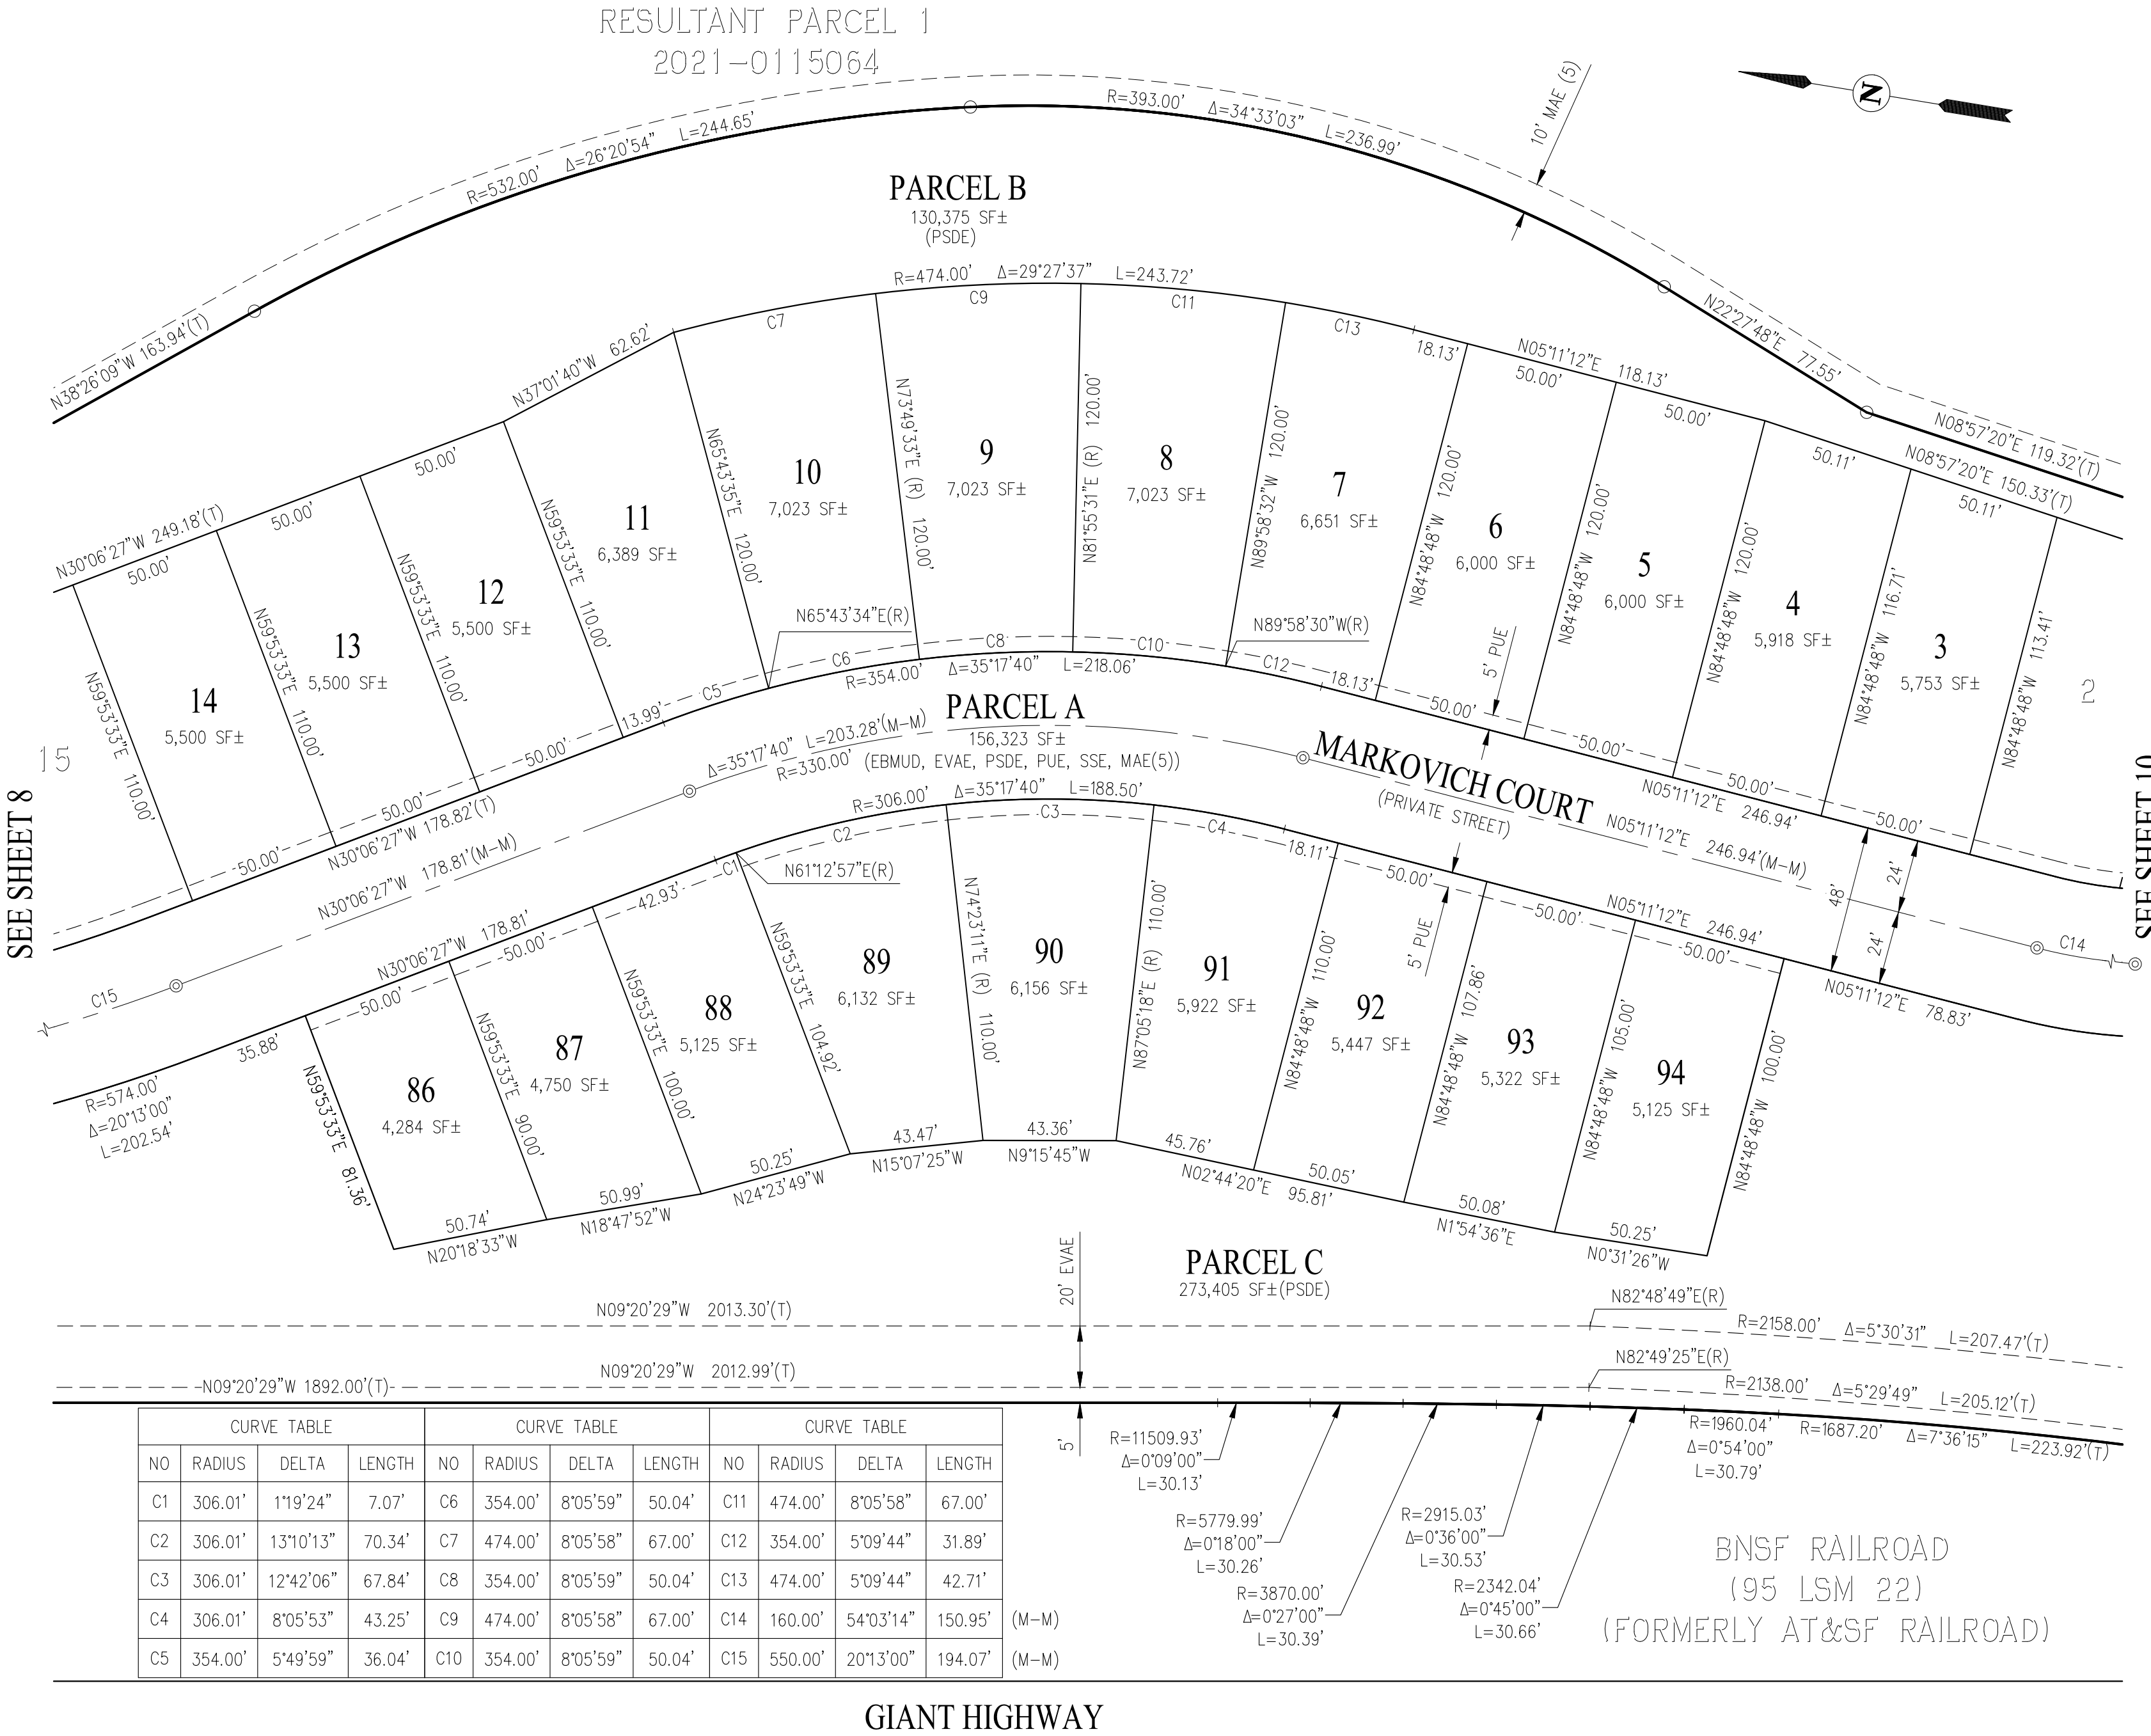 RESULTANT PARCEL 1
2021-0115064
R=532.00' Δ=26°20'54" L=244.65'
R=393.00' Δ=34°33'03" L=236.99'
10' MAE (5)
N
N38°26'09"W 163.94'(T)
PARCEL B
130,375 SF±
(PSDE)
N22°27'48"E 77.55'
N08°57'20"E 119.32'(T)
R=474.00' Δ=29°27'37" L=243.72'
C7
C9
C11
C13
18.13'
N05°11'12"E 118.13'
50.00'
50.00'
50.11'
N08°57'20"E 150.33'(T)
50.11'
N37°01'40"W 62.62'
N30°06'27"W 249.18'(T)
50.00'
50.00'
50.00'
15
N59°53'33"E 110.00'
14
5,500 SF±
N59°53'33"E 110.00'
13
5,500 SF±
N59°53'33"E 110.00'
12
5,500 SF±
N59°53'33"E 110.00'
11
6,389 SF±
N65°43'35"E 120.00'
10
7,023 SF±
N73°49'33"E (R) 120.00'
9
7,023 SF±
N81°55'31"E (R) 120.00'
8
7,023 SF±
N89°58'32"W 120.00'
7
6,651 SF±
N84°48'48"W 120.00'
6
6,000 SF±
N84°48'48"W 120.00'
5
6,000 SF±
N84°48'48"W 120.00'
4
5,918 SF±
N84°48'48"W 116.71'
3
5,753 SF±
N84°48'48"W 113.41'
2
N65°43'34"E(R)
N89°58'30"W(R)
5' PUE
50.00'
50.00'
50.00'
13.99'
C5
C6
C8
C10
C12
18.13'
50.00'
50.00'
50.00'
50.00'
R=354.00' Δ=35°17'40" L=218.06'
N30°06'27"W 178.82'(T)
N05°11'12"E 246.94'
PARCEL A
156,323 SF±
(EBMUD, EVAE, PSDE, PUE, SSE, MAE(5))
Δ=35°17'40" L=203.28'(M-M)
R=330.00'
MARKOVICH COURT
(PRIVATE STREET)
N05°11'12"E 246.94'(M-M)
N30°06'27"W 178.81'(M-M)
C15
C14
48'
24'
24'
SEE SHEET 8
SEE SHEET 10
R=306.00' Δ=35°17'40" L=188.50'
N30°06'27"W 178.81'
35.88'
50.00'
50.00'
42.93'
C1
C2
C3
C4
18.11'
50.00'
50.00'
50.00'
N05°11'12"E 246.94'
N05°11'12"E 78.83'
N61°12'57"E(R)
5' PUE
R=574.00'
Δ=20°13'00"
L=202.54'
N59°53'33"E 81.36'
86
4,284 SF±
N59°53'33"E 90.00'
87
4,750 SF±
N59°53'33"E 100.00'
88
5,125 SF±
N59°53'33"E 104.92'
89
6,132 SF±
N74°23'11"E (R) 110.00'
90
6,156 SF±
N87°05'18"E (R) 110.00'
91
5,922 SF±
N84°48'48"W 110.00'
92
5,447 SF±
N84°48'48"W 107.86'
93
5,322 SF±
N84°48'48"W 105.00'
94
5,125 SF±
N84°48'48"W 100.00'
50.74'
N20°18'33"W
50.99'
N18°47'52"W
50.25'
N24°23'49"W
43.47'
N15°07'25"W
43.36'
N9°15'45"W
45.76'
N02°44'20"E 95.81'
50.05'
50.08'
N1°54'36"E
50.25'
N0°31'26"W
PARCEL C
273,405 SF±(PSDE)
20' EVAE
N09°20'29"W 2013.30'(T)
N82°48'49"E(R)
R=2158.00' Δ=5°30'31" L=207.47'(T)
N09°20'29"W 2012.99'(T)
N82°49'25"E(R)
N09°20'29"W 1892.00'(T)
R=2138.00' Δ=5°29'49" L=205.12'(T)
5'
R=11509.93'
Δ=0°09'00"
L=30.13'
R=5779.99'
Δ=0°18'00"
L=30.26'
R=3870.00'
Δ=0°27'00"
L=30.39'
R=2915.03'
Δ=0°36'00"
L=30.53'
R=2342.04'
Δ=0°45'00"
L=30.66'
R=1960.04'
Δ=0°54'00"
L=30.79'
R=1687.20' Δ=7°36'15" L=223.92'(T)
CURVE TABLE CURVE TABLE CURVE TABLE
NO RADIUS DELTA LENGTH NO RADIUS DELTA LENGTH NO RADIUS DELTA LENGTH
C1 306.01' 1°19'24" 7.07' C6 354.00' 8°05'59" 50.04' C11 474.00' 8°05'58" 67.00'
C2 306.01' 13°10'13" 70.34' C7 474.00' 8°05'58" 67.00' C12 354.00' 5°09'44" 31.89'
C3 306.01' 12°42'06" 67.84' C8 354.00' 8°05'59" 50.04' C13 474.00' 5°09'44" 42.71'
C4 306.01' 8°05'53" 43.25' C9 474.00' 8°05'58" 67.00' C14 160.00' 54°03'14" 150.95' (M-M)
C5 354.00' 5°49'59" 36.04' C10 354.00' 8°05'59" 50.04' C15 550.00' 20°13'00" 194.07' (M-M)
BNSF RAILROAD
(95 LSM 22)
(FORMERLY AT&SF RAILROAD)
GIANT HIGHWAY